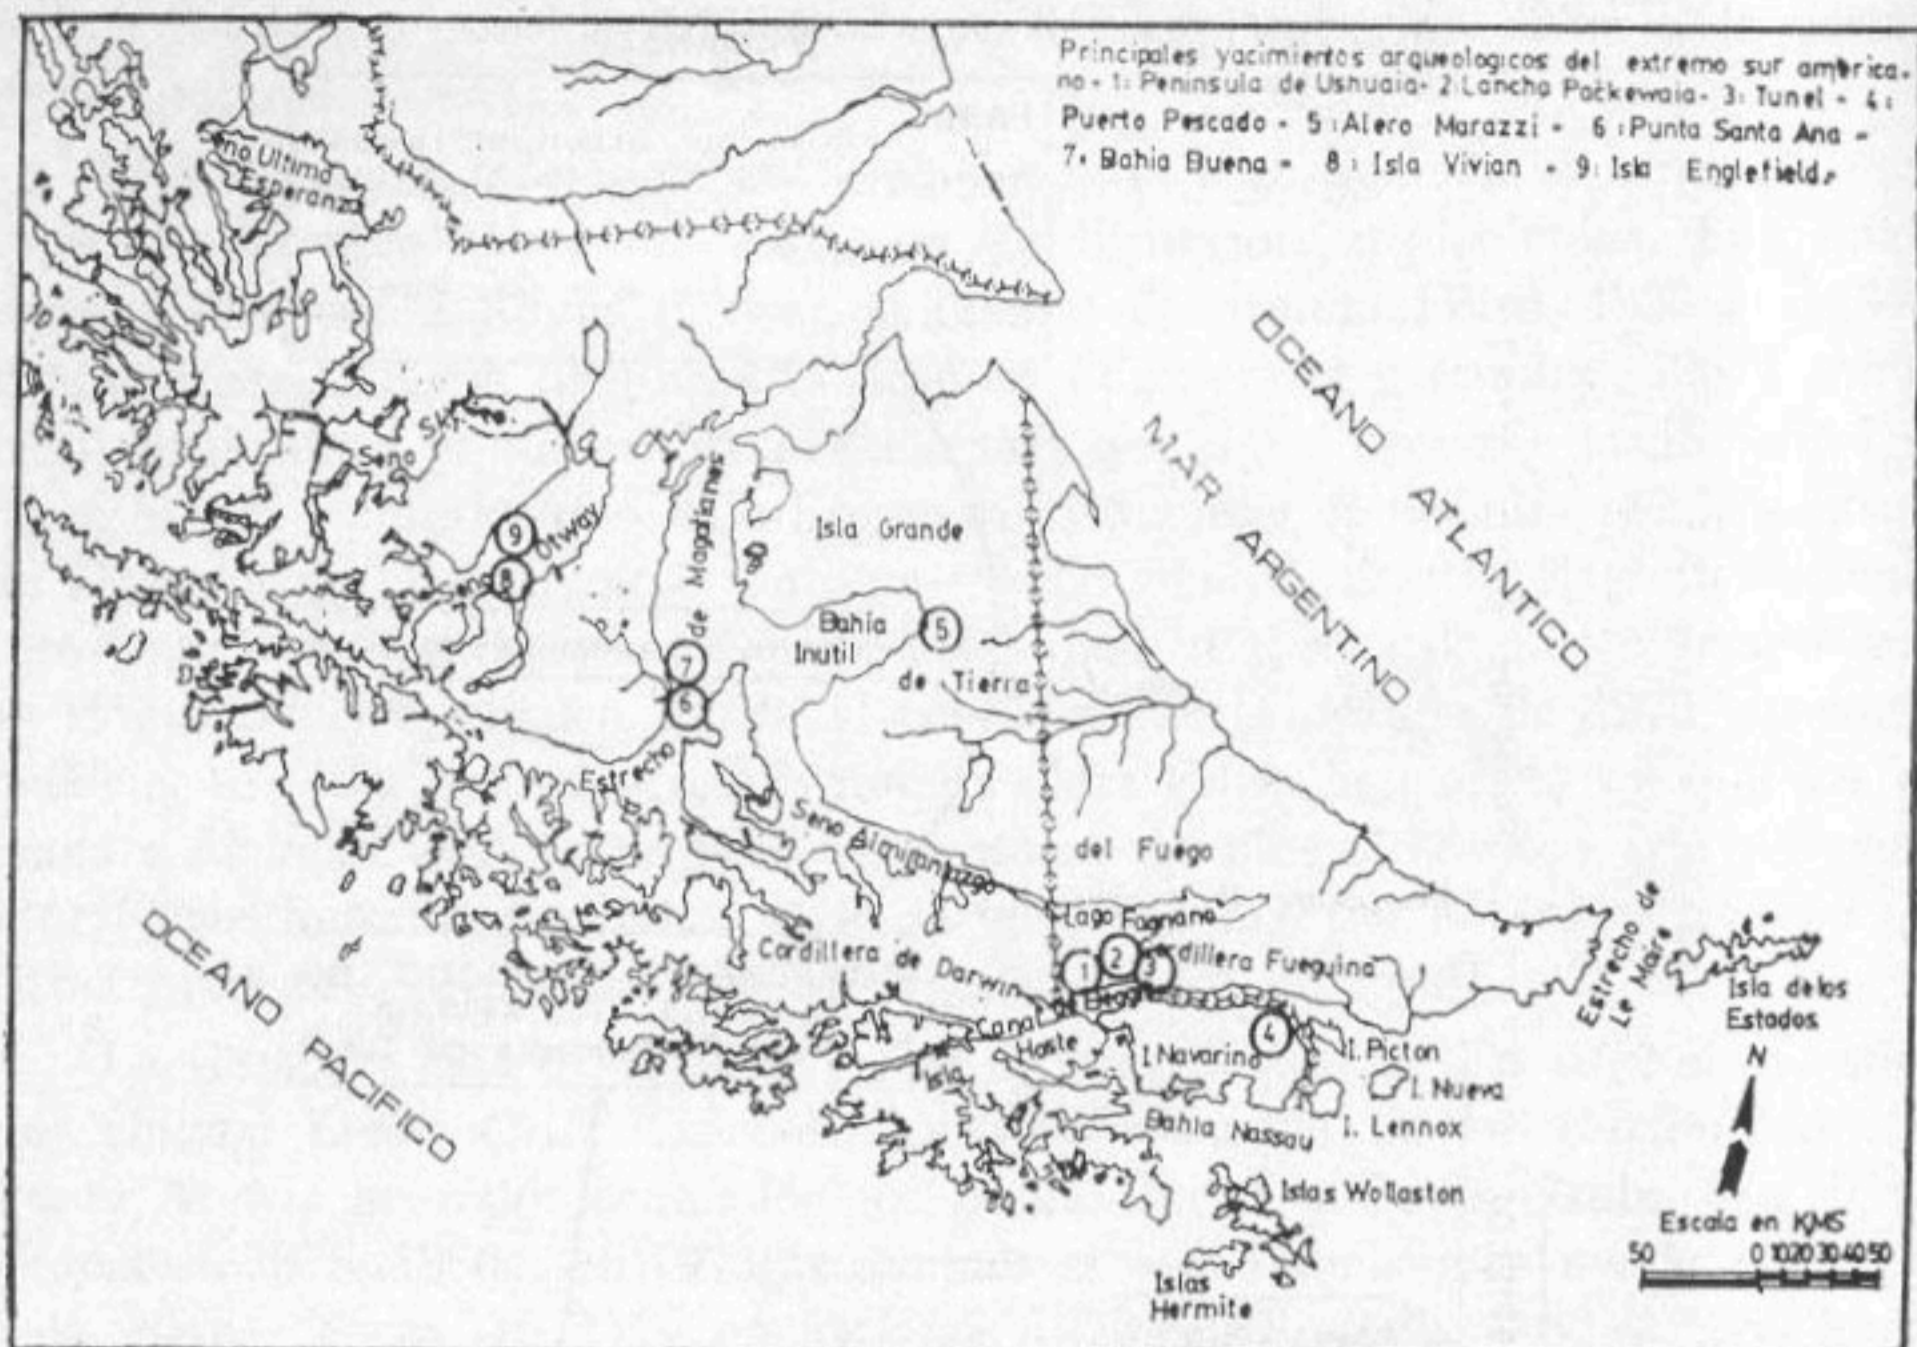 Principales yacimientos arqueologicos del extremo sur america.
no - 1: Peninsula de Ushuaia - 2: Lancha Packewaia - 3: Tunel - 4:
Puerto Pescado - 5: Alero Marazzi - 6: Punta Santa Ana -
7. Bahia Buena - 8: Isla Vivian - 9: Isla Englefield.
Seno Ultima
Esperanza
OCEANO ATLANTICO
MAR ARGENTINO
Seno
Isla Grande
Estrecho de Magallanes
9
Seno Otway
8
Bahia
Inutil
5
7
6
de Tierra
del Fuego
Lago Fagnano
Cordillera de Darwin
1
2
3
Cordillera Fueguina
Estrecho de
Le Maire
Isla de los
Estados
OCEANO PACIFICO
Canal
Isla Hoste
I. Navarino
4
I. Picton
I. Nueva
I. Lennox
Bahia Nassau
Islas Wollaston
Islas
Hermite
N
Escala en KMS
50 0 10 20 30 40 50